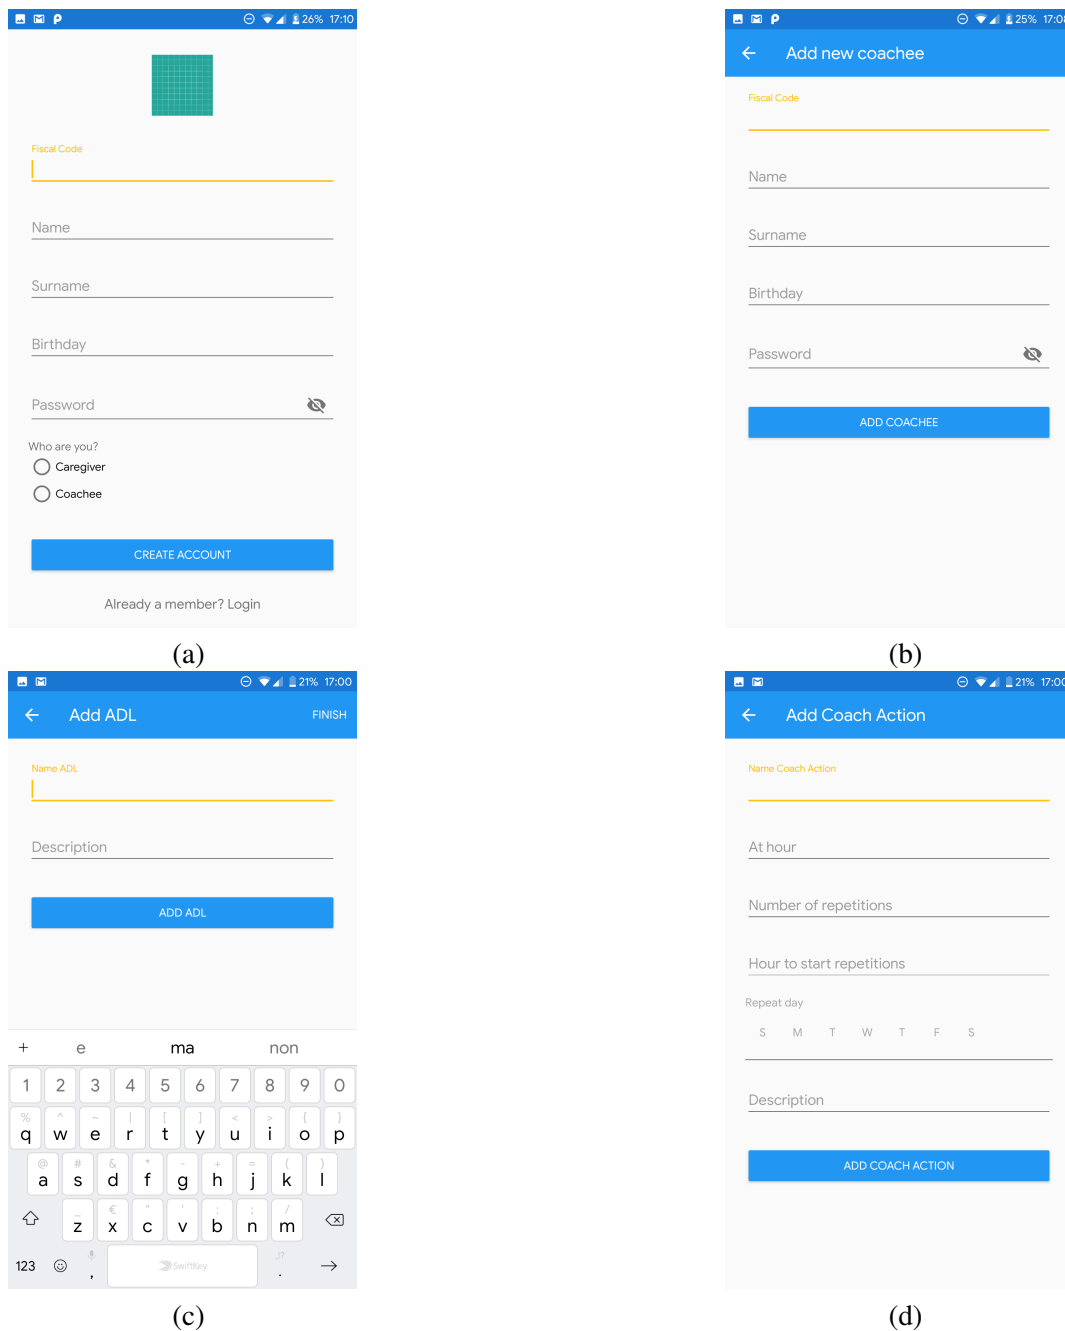 26% 17:10
Fiscal Code
Name
Surname
Birthday
Password
Who are you?
Caregiver
Coachee
CREATE ACCOUNT
Already a member? Login
(a)
25% 17:08
Add new coachee
Fiscal Code
Name
Surname
Birthday
Password
ADD COACHEE
(b)
21% 17:00
Add ADL FINISH
Name ADL
Description
ADD ADL
+ e ma non
1 2 3 4 5 6 7 8 9 0
% ^ ~ | [ ] < > { }
q w e r t y u i o p
@ # & * - + = ( )
a s d f g h j k l
_ € " ' : ; /
z x c v b n m
123 , SwiftKey .
(c)
21% 17:00
Add Coach Action
Name Coach Action
At hour
Number of repetitions
Hour to start repetitions
Repeat day
S M T W T F S
Description
ADD COACH ACTION
(d)